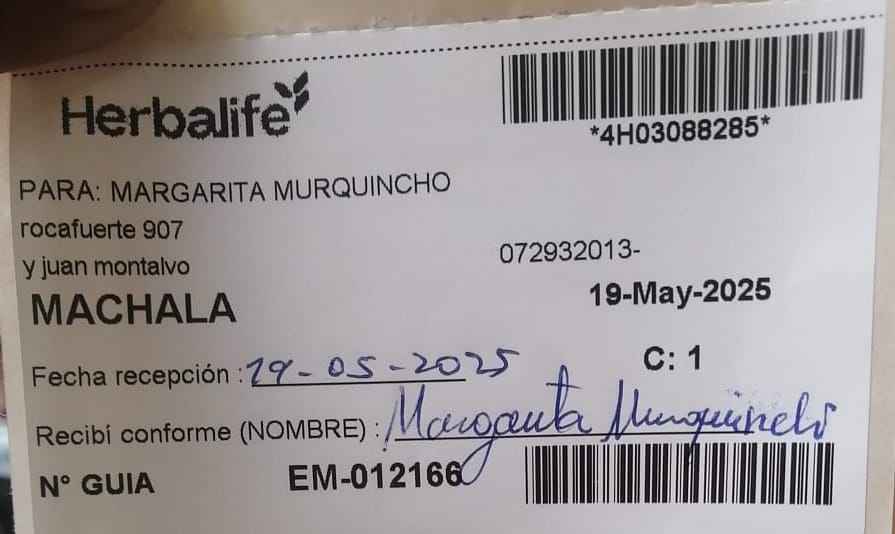 Herbalife
*4H03088285*
PARA: MARGARITA MURQUINCHO
rocafuerte 907
y juan montalvo
072932013-
MACHALA
19-May-2025
C: 1
Fecha recepción : 19-05-2025
Recibí conforme (NOMBRE) : Margarita Murquincho
N° GUIA EM-012166